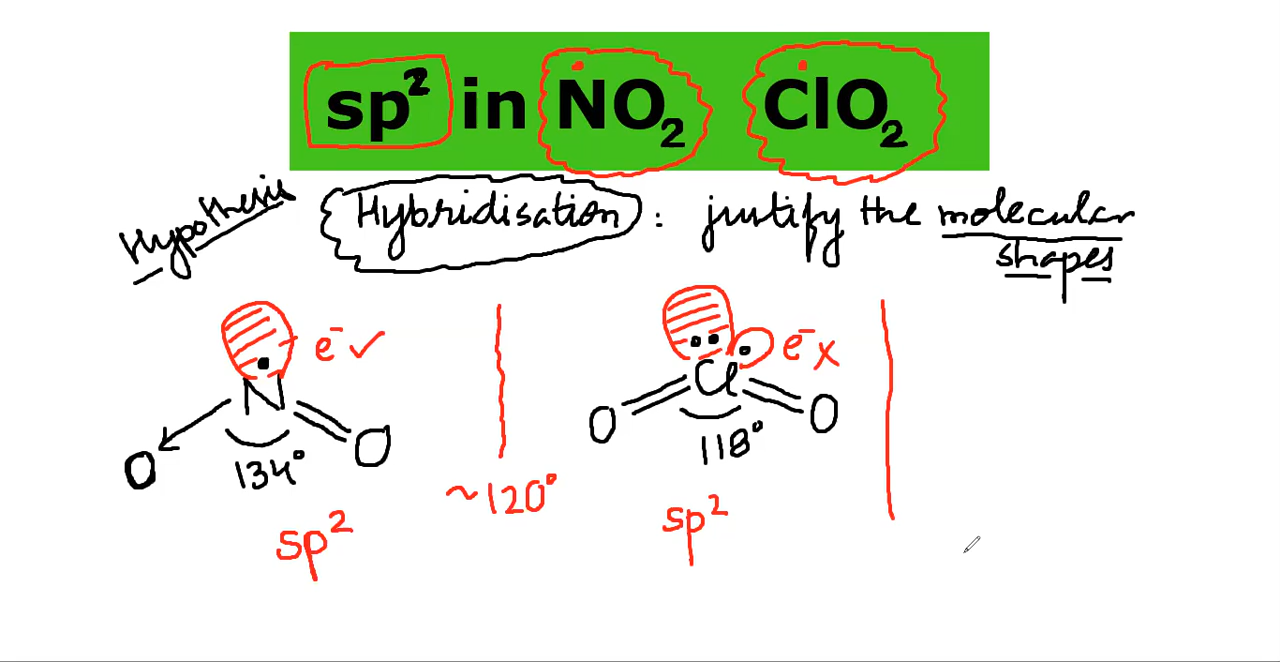 sp² in NO₂ ClO₂
Hypothesis Hybridisation : justify the molecular
shapes
e⁻ ✓
N
O O
134°
sp²
~120°
e⁻ x
Cl
O O
118°
sp²